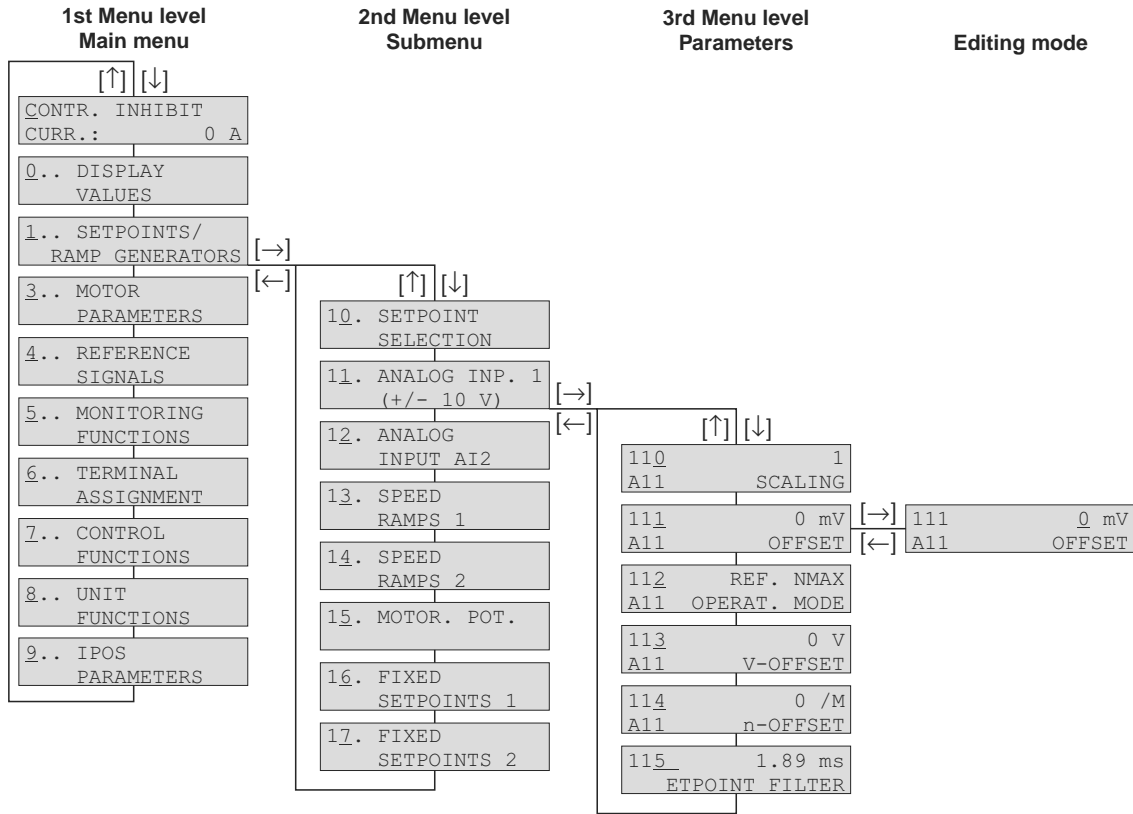 1st Menu level
Main menu
2nd Menu level
Submenu
3rd Menu level
Parameters
Editing mode
[↑] [↓]
CONTR. INHIBIT
CURR.: 0 A
0.. DISPLAY
VALUES
1.. SETPOINTS/
RAMP GENERATORS
[→]
[←]
3.. MOTOR
PARAMETERS
4.. REFERENCE
SIGNALS
5.. MONITORING
FUNCTIONS
6.. TERMINAL
ASSIGNMENT
7.. CONTROL
FUNCTIONS
8.. UNIT
FUNCTIONS
9.. IPOS
PARAMETERS
[↑] [↓]
10. SETPOINT
SELECTION
11. ANALOG INP. 1
(+/- 10 V)
[→]
[←]
12. ANALOG
INPUT AI2
13. SPEED
RAMPS 1
14. SPEED
RAMPS 2
15. MOTOR. POT.
16. FIXED
SETPOINTS 1
17. FIXED
SETPOINTS 2
[↑] [↓]
110 1
A11 SCALING
111 0 mV
A11 OFFSET
[→]
[←]
111 0 mV
A11 OFFSET
112 REF. NMAX
A11 OPERAT. MODE
113 0 V
A11 V-OFFSET
114 0 /M
A11 n-OFFSET
115 1.89 ms
ETPOINT FILTER